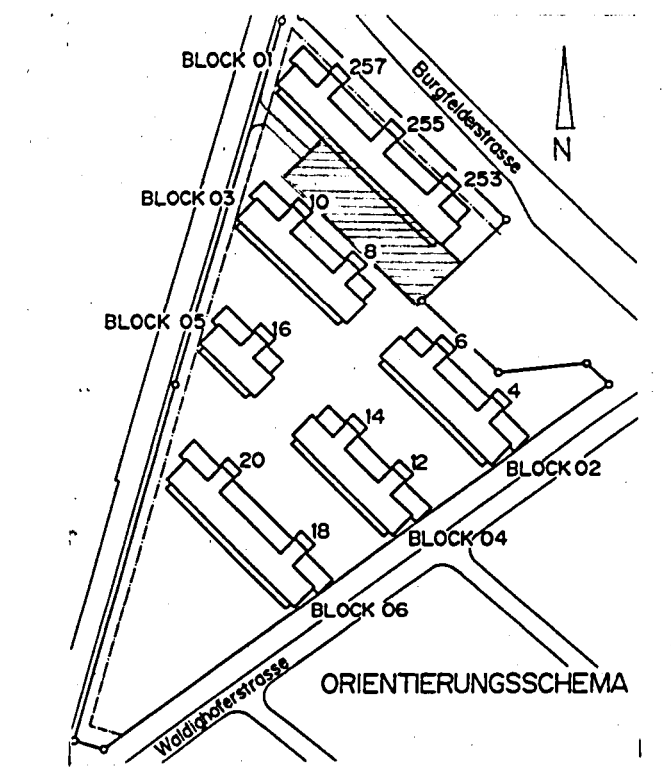 BLOCK 01
257
Burgfelderstrasse
255
N
253
BLOCK 03
10
8
BLOCK 05
16
6
4
14
20
12
BLOCK 02
18
BLOCK 04
BLOCK 06
ORIENTIERUNGSSCHEMA
Waldighoferstrasse